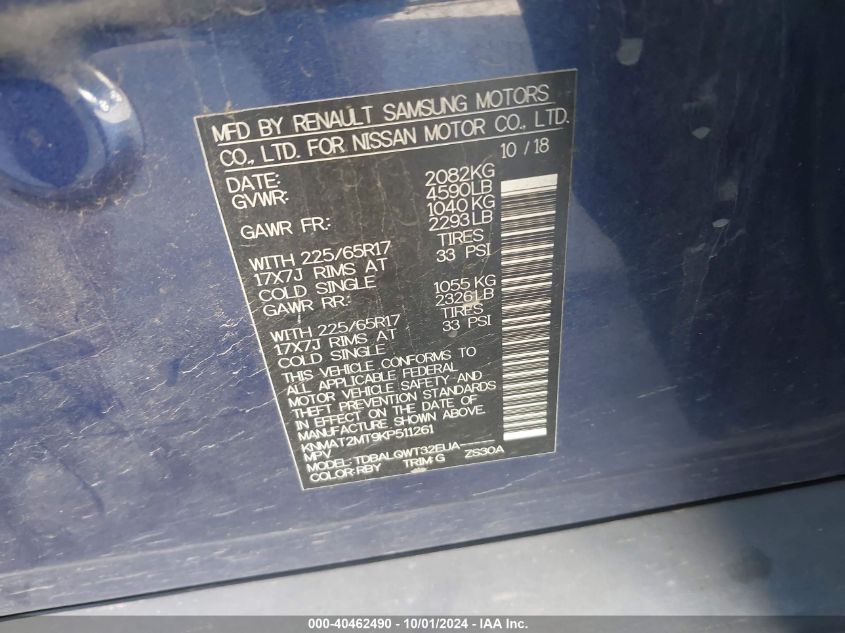 MFD BY RENAULT SAMSUNG MOTORS
CO., LTD. FOR NISSAN MOTOR CO., LTD.
DATE: 10 / 18
GVWR: 2082KG
4590LB
GAWR FR: 1040 KG
2293LB
WITH 225/65R17 TIRES
17X7J RIMS AT 33 PSI
COLD SINGLE
GAWR RR: 1055 KG
2326LB
WITH 225/65R17 TIRES
17X7J RIMS AT 33 PSI
COLD SINGLE
THIS VEHICLE CONFORMS TO
ALL APPLICABLE FEDERAL
MOTOR VEHICLE SAFETY AND
THEFT PREVENTION STANDARDS
IN EFFECT ON THE DATE OF
MANUFACTURE SHOWN ABOVE.
KNMAT2MT9KP511261
MPV
MODEL: TDBALGWT32EUA
COLOR:RBY TRIM:G ZS30A
000-40462490 - 10/01/2024 - IAA Inc.